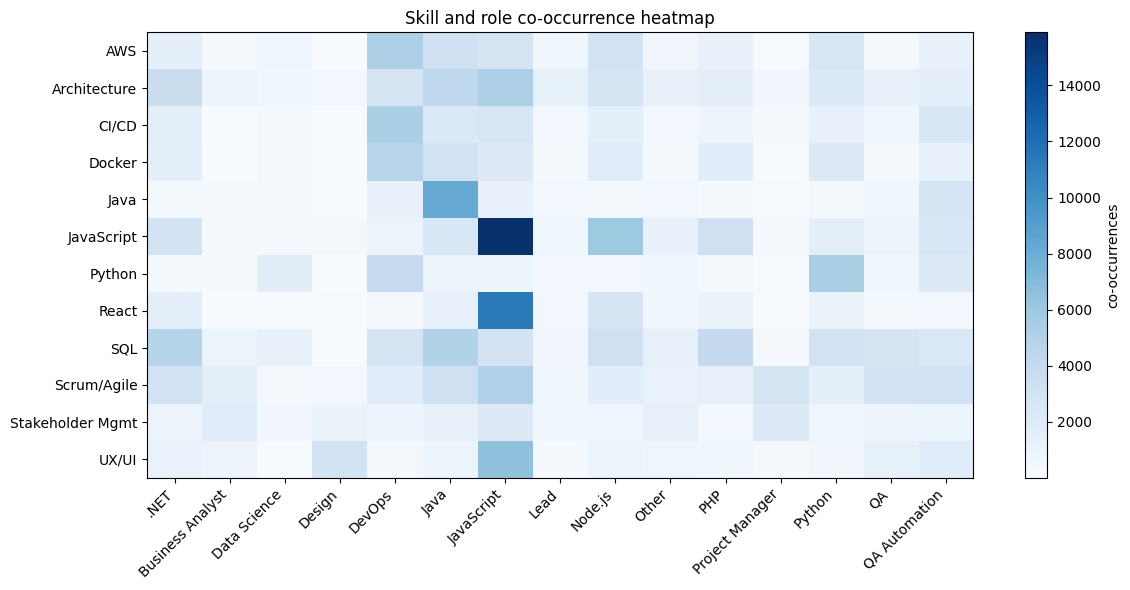 Skill and role co-occurrence heatmap
AWS
Architecture
CI/CD
Docker
Java
JavaScript
Python
React
SQL
Scrum/Agile
Stakeholder Mgmt
UX/UI
.NET
Business Analyst
Data Science
Design
DevOps
Java
JavaScript
Lead
Node.js
Other
PHP
Project Manager
Python
QA
QA Automation
14000
12000
10000
8000
6000
4000
2000
co-occurrences